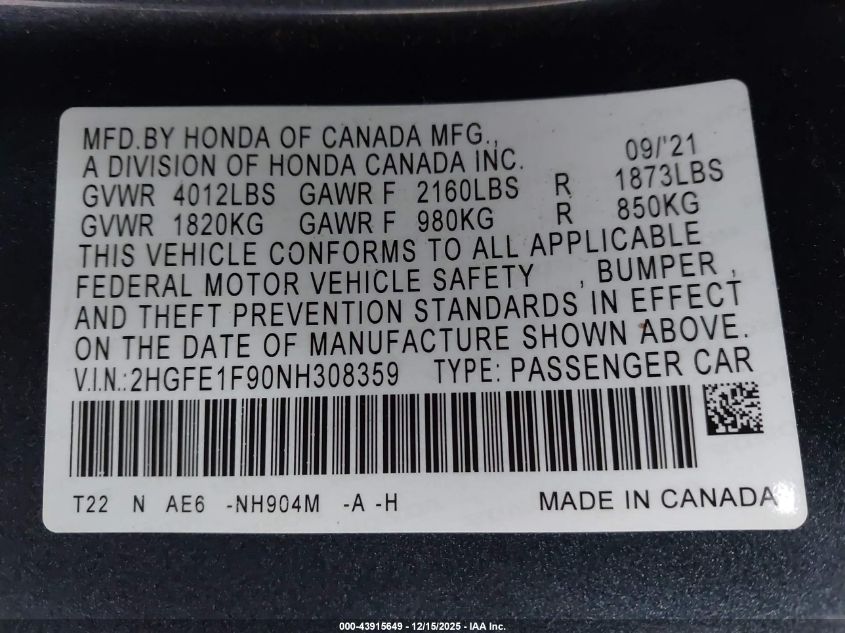 MFD.BY HONDA OF CANADA MFG.,
A DIVISION OF HONDA CANADA INC. 09/'21
GVWR 4012LBS GAWR F 2160LBS R 1873LBS
GVWR 1820KG GAWR F 980KG R 850KG
THIS VEHICLE CONFORMS TO ALL APPLICABLE
FEDERAL MOTOR VEHICLE SAFETY , BUMPER ,
AND THEFT PREVENTION STANDARDS IN EFFECT
ON THE DATE OF MANUFACTURE SHOWN ABOVE.
V.I.N.:2HGFE1F90NH308359 TYPE: PASSENGER CAR
T22 N AE6 -NH904M -A -H MADE IN CANADA
000-43915649 - 12/15/2025 - IAA Inc.